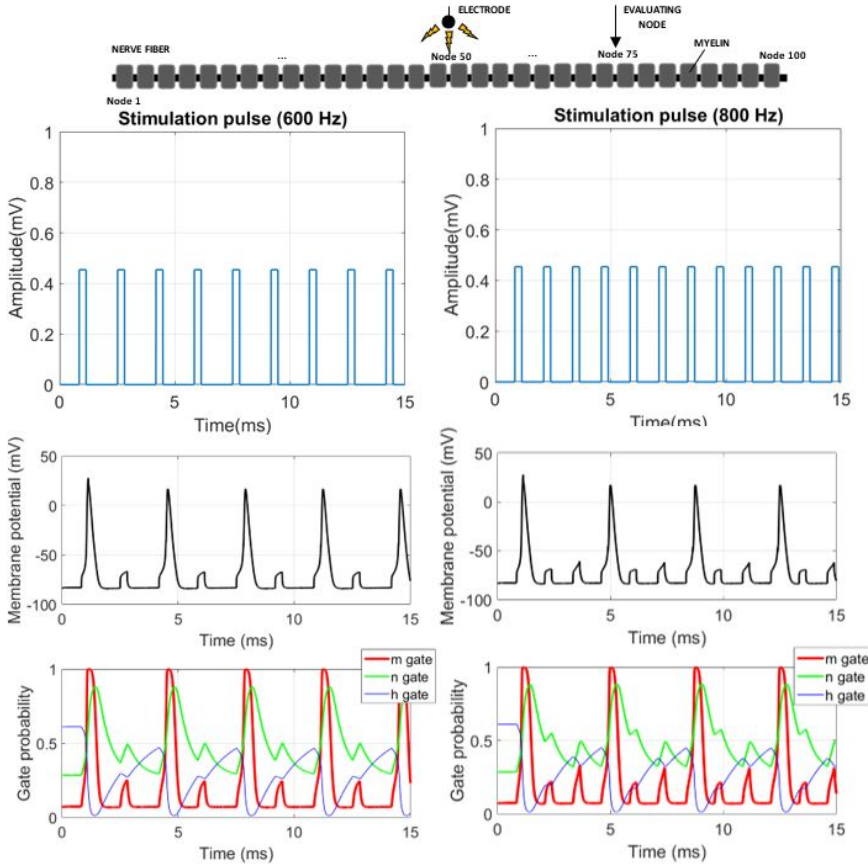 ELECTRODE
EVALUATING
NODE
NERVE FIBER
...
Node 50
...
Node 75
MYELIN
Node 100
Node 1
Stimulation pulse (600 Hz)
Amplitude(mV)
1
0.8
0.6
0.4
0.2
0
0 5 10 15
Time(ms)
Stimulation pulse (800 Hz)
Amplitude(mV)
1
0.8
0.6
0.4
0.2
0
0 5 10 15
Time(ms)
Membrane potential (mV)
50
0
-50
-100
0 5 10 15
Time (ms)
Membrane potential (mV)
50
0
-50
-100
0 5 10 15
Time (ms)
Gate probability
1
0.5
0
m gate
n gate
h gate
0 5 10 15
Time (ms)
Gate probability
1
0.5
0
m gate
n gate
h gate
0 5 10 15
Time (ms)